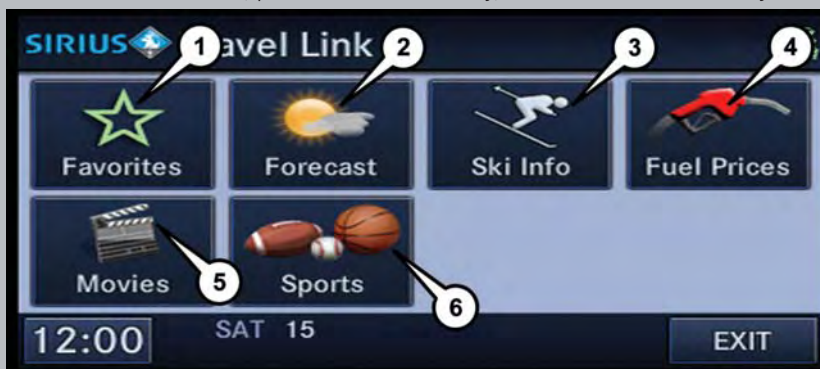 SIRIUS 1 avel Link 2 3 4
Favorites Forecast Ski Info Fuel Prices
Movies 5 Sports 6
12:00 SAT 15 EXIT